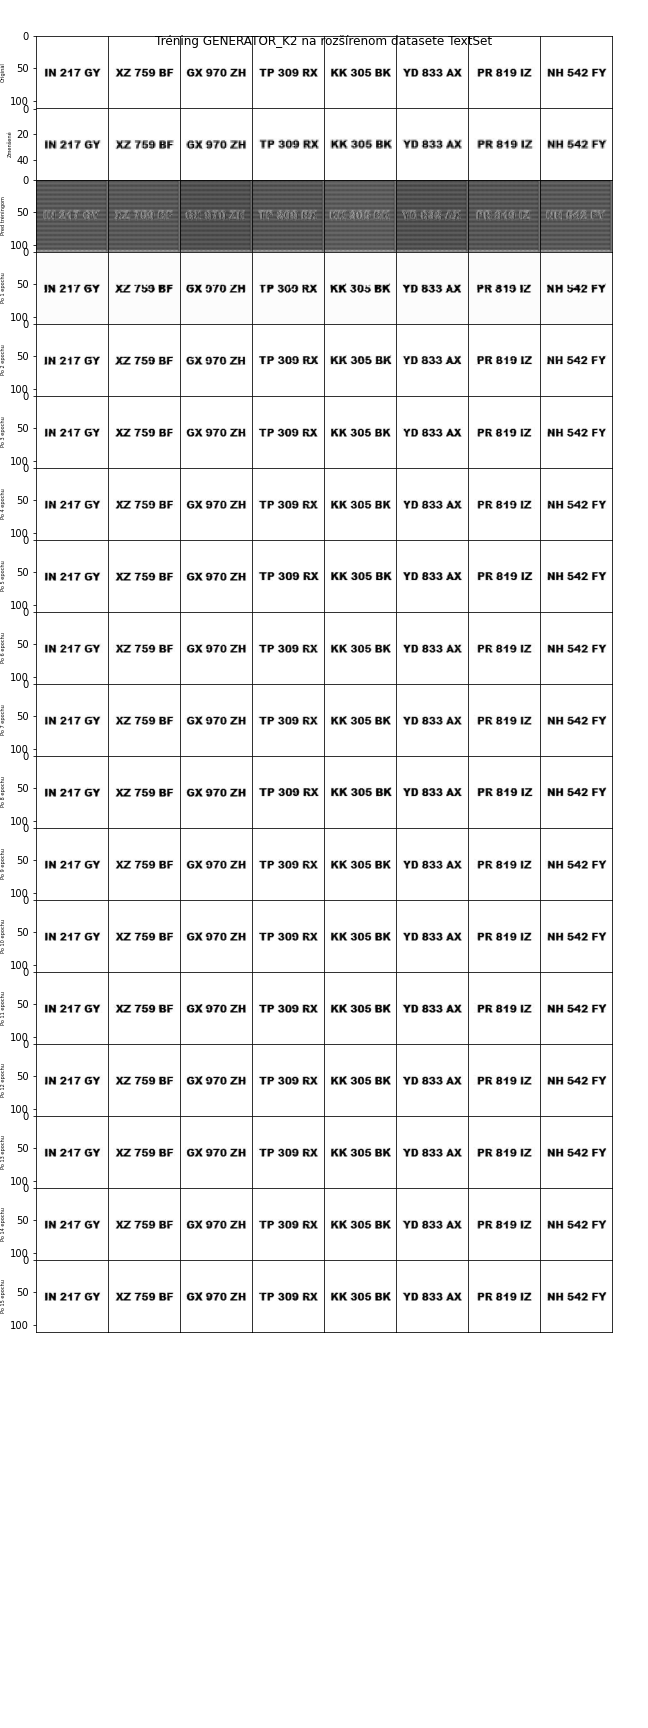 Tréning GENERATOR_K2 na rozšírenom datasete TextSet
Originál 0 50 100 IN 217 GY XZ 759 BF GX 970 ZH TP 309 RX KK 305 BK YD 833 AX PR 819 IZ NH 542 FY
Zmenšené 0 20 40 IN 217 GY XZ 759 BF GX 970 ZH TP 309 RX KK 305 BK YD 833 AX PR 819 IZ NH 542 FY
Pred tréningom 0 50 100
Po 1 epochu 0 50 100 IN 217 GY XZ 759 BF GX 970 ZH TP 309 RX KK 305 BK YD 833 AX PR 819 IZ NH 542 FY
Po 2 epochu 0 50 100 IN 217 GY XZ 759 BF GX 970 ZH TP 309 RX KK 305 BK YD 833 AX PR 819 IZ NH 542 FY
Po 3 epochu 0 50 100 IN 217 GY XZ 759 BF GX 970 ZH TP 309 RX KK 305 BK YD 833 AX PR 819 IZ NH 542 FY
Po 4 epochu 0 50 100 IN 217 GY XZ 759 BF GX 970 ZH TP 309 RX KK 305 BK YD 833 AX PR 819 IZ NH 542 FY
Po 5 epochu 0 50 100 IN 217 GY XZ 759 BF GX 970 ZH TP 309 RX KK 305 BK YD 833 AX PR 819 IZ NH 542 FY
Po 6 epochu 0 50 100 IN 217 GY XZ 759 BF GX 970 ZH TP 309 RX KK 305 BK YD 833 AX PR 819 IZ NH 542 FY
Po 7 epochu 0 50 100 IN 217 GY XZ 759 BF GX 970 ZH TP 309 RX KK 305 BK YD 833 AX PR 819 IZ NH 542 FY
Po 8 epochu 0 50 100 IN 217 GY XZ 759 BF GX 970 ZH TP 309 RX KK 305 BK YD 833 AX PR 819 IZ NH 542 FY
Po 9 epochu 0 50 100 IN 217 GY XZ 759 BF GX 970 ZH TP 309 RX KK 305 BK YD 833 AX PR 819 IZ NH 542 FY
Po 10 epochu 0 50 100 IN 217 GY XZ 759 BF GX 970 ZH TP 309 RX KK 305 BK YD 833 AX PR 819 IZ NH 542 FY
Po 11 epochu 0 50 100 IN 217 GY XZ 759 BF GX 970 ZH TP 309 RX KK 305 BK YD 833 AX PR 819 IZ NH 542 FY
Po 12 epochu 0 50 100 IN 217 GY XZ 759 BF GX 970 ZH TP 309 RX KK 305 BK YD 833 AX PR 819 IZ NH 542 FY
Po 13 epochu 0 50 100 IN 217 GY XZ 759 BF GX 970 ZH TP 309 RX KK 305 BK YD 833 AX PR 819 IZ NH 542 FY
Po 14 epochu 0 50 100 IN 217 GY XZ 759 BF GX 970 ZH TP 309 RX KK 305 BK YD 833 AX PR 819 IZ NH 542 FY
Po 15 epochu 0 50 100 IN 217 GY XZ 759 BF GX 970 ZH TP 309 RX KK 305 BK YD 833 AX PR 819 IZ NH 542 FY